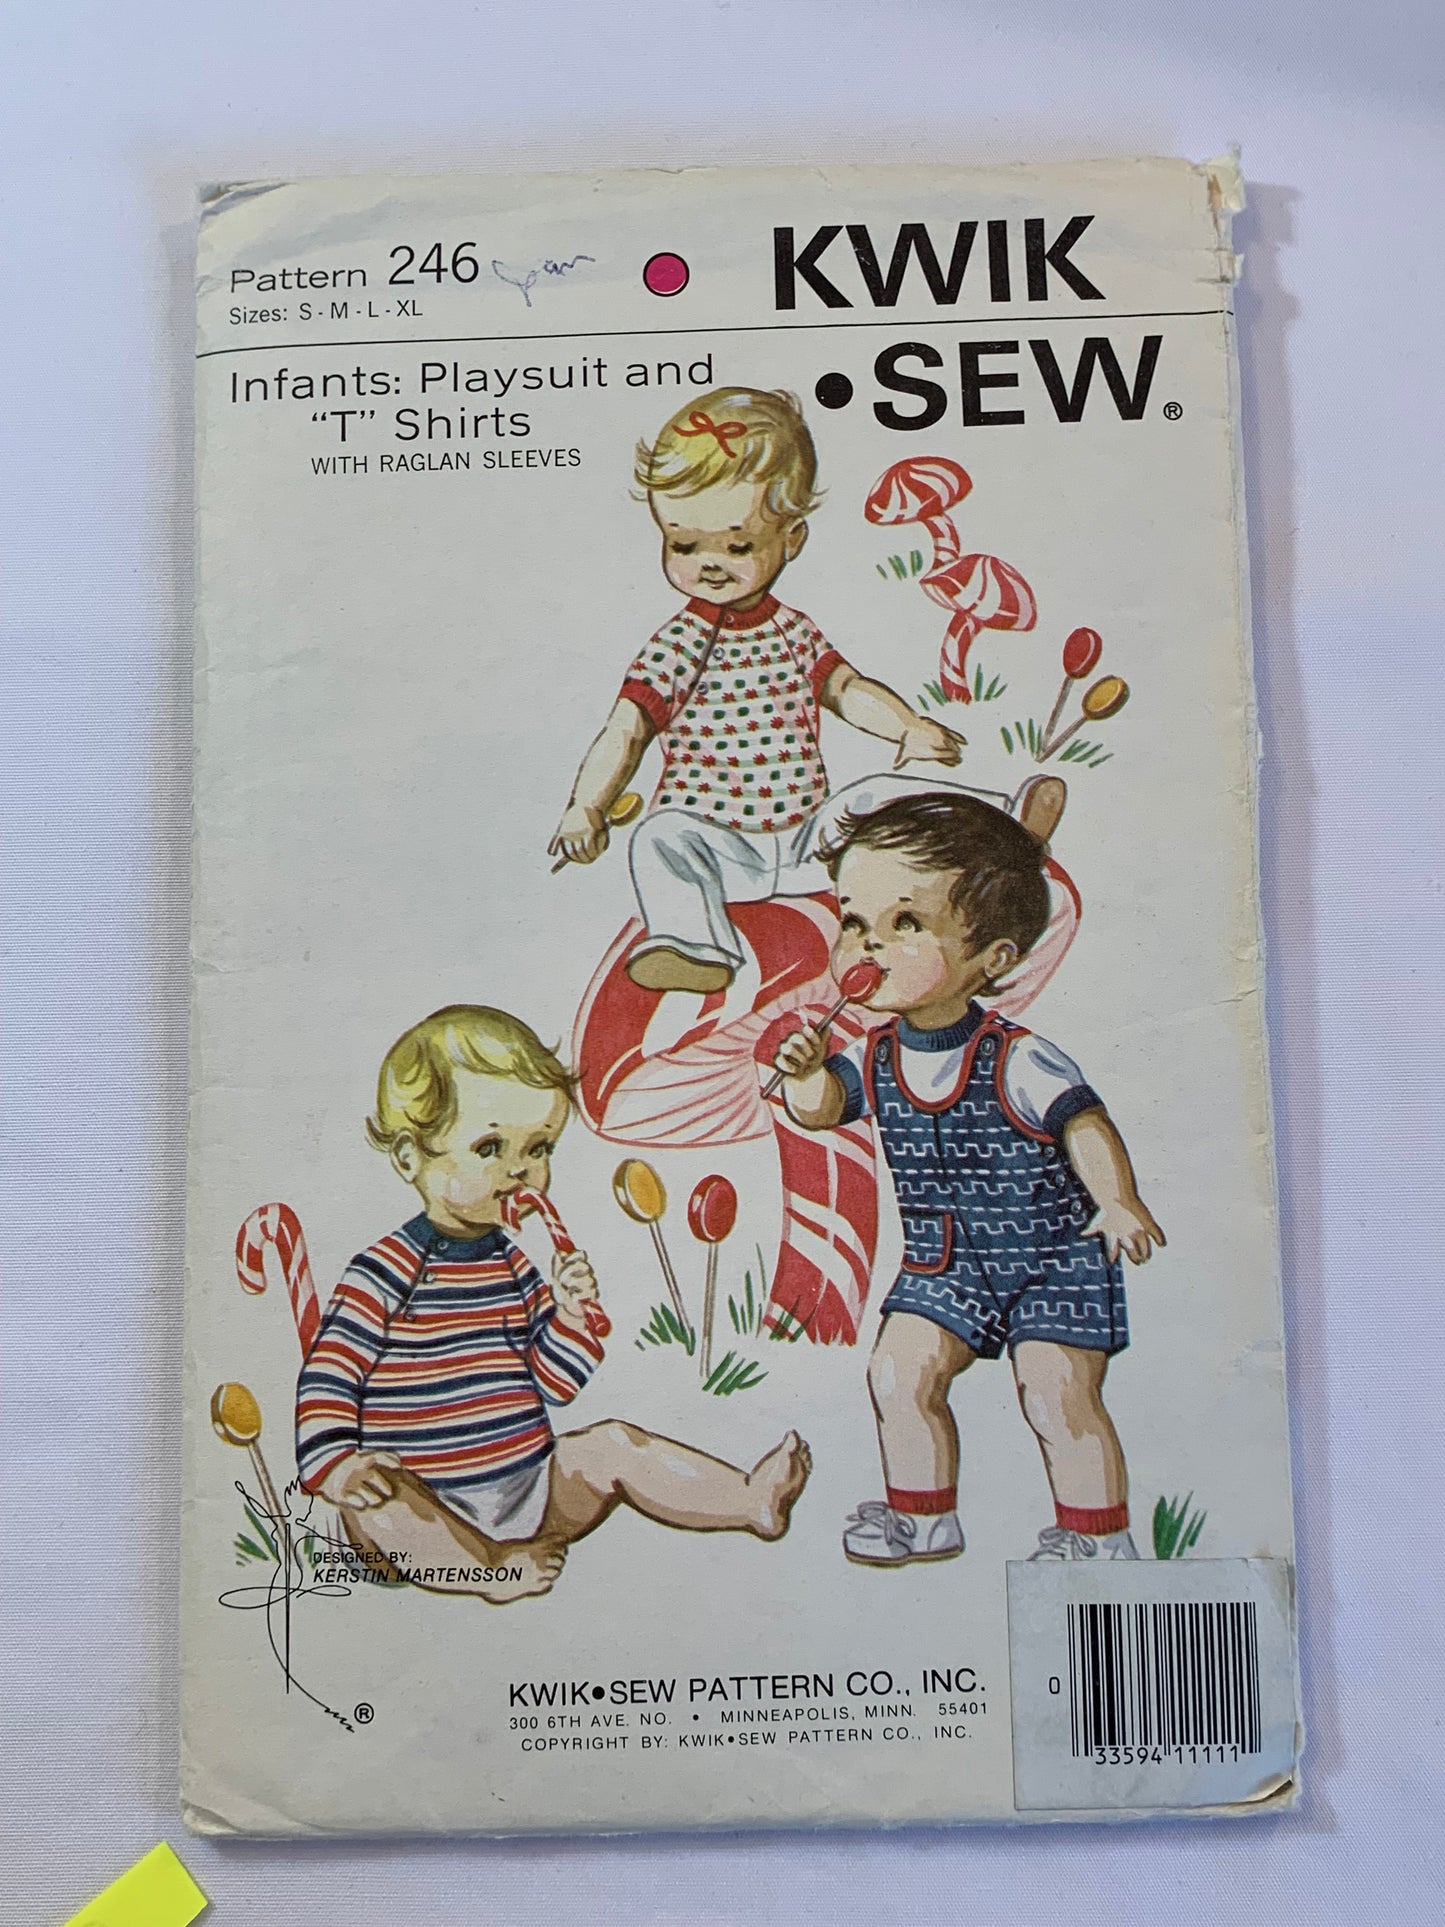 Pattern 246
Sizes: S - M - L - XL
KWIK
•SEW®
Infants: Playsuit and
"T" Shirts
WITH RAGLAN SLEEVES
DESIGNED BY:
KERSTIN MARTENSSON
®
KWIK•SEW PATTERN CO., INC.
300 6TH AVE. NO. • MINNEAPOLIS, MINN. 55401
COPYRIGHT BY: KWIK•SEW PATTERN CO., INC.
0 33594 11111